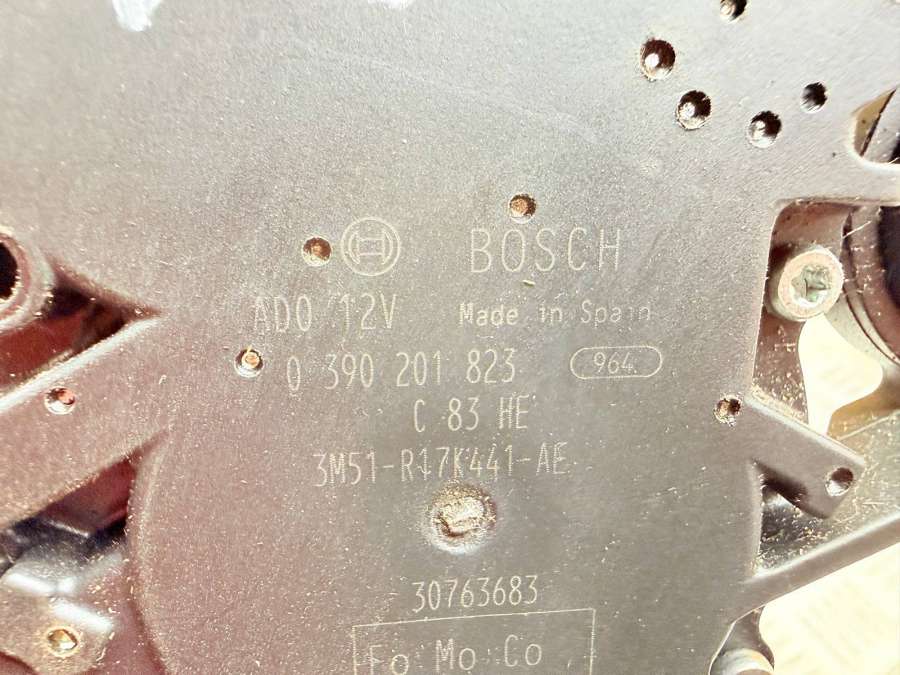 BOSCH
AD0 12V Made in Spain
0 390 201 823 964
C 83 HE
3M51-R17K441-AE
30763683
Fo Mo Co